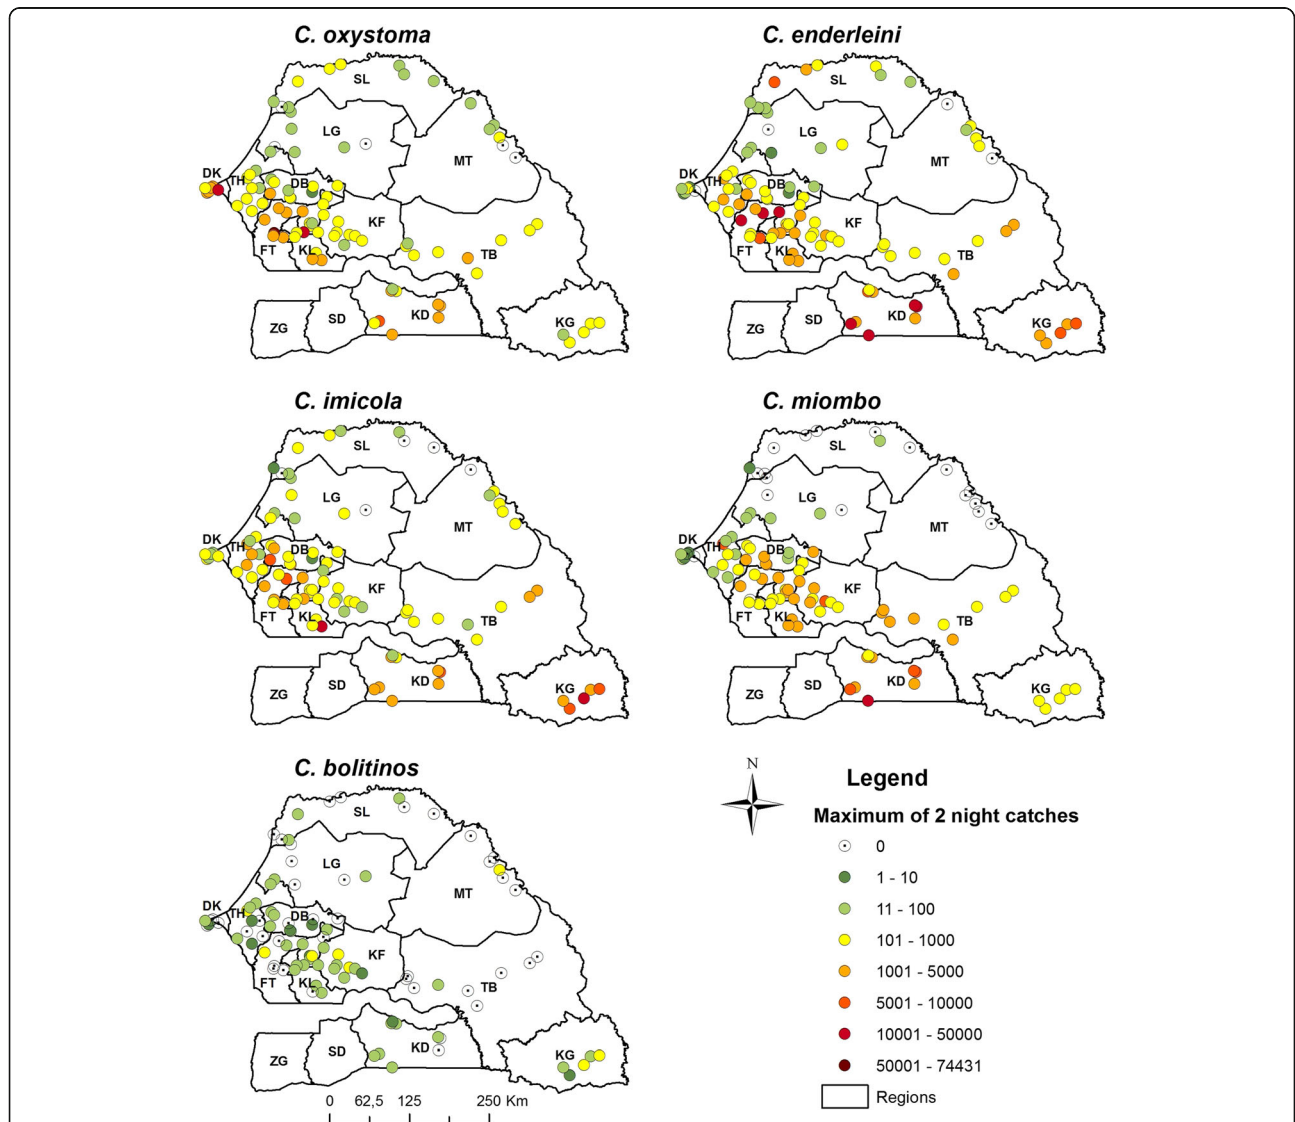 C. oxystoma
SL
LG
MT
DK
TH
DB
KF
FT
KL
TB
ZG
SD
KD
KG
C. enderleini
SL
LG
MT
DK
TH
DB
KF
FT
KL
TB
ZG
SD
KD
KG
C. imicola
SL
LG
MT
DK
TH
DB
KF
FT
KL
TB
ZG
SD
KD
KG
C. miombo
SL
LG
MT
DK
TH
DB
KF
FT
KL
TB
ZG
SD
KD
KG
C. bolitinos
SL
LG
MT
DK
TH
DB
KF
FT
KL
TB
ZG
SD
KD
KG
0 62,5 125 250 Km
N
Legend
Maximum of 2 night catches
0
1 - 10
11 - 100
101 - 1000
1001 - 5000
5001 - 10000
10001 - 50000
50001 - 74431
Regions